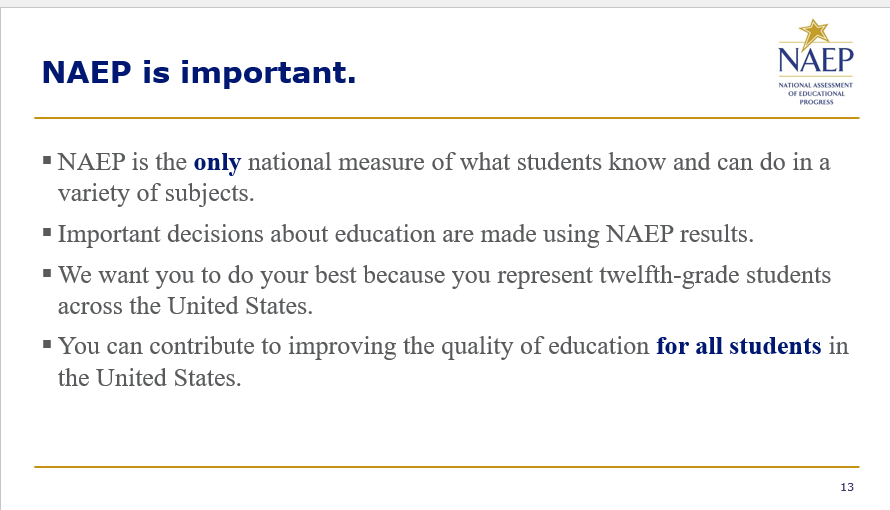 NAEP is important.
NAEP
NATIONAL ASSESSMENT
OF EDUCATIONAL
PROGRESS
▪ NAEP is the only national measure of what students know and can do in a
variety of subjects.
▪ Important decisions about education are made using NAEP results.
▪ We want you to do your best because you represent twelfth-grade students
across the United States.
▪ You can contribute to improving the quality of education for all students in
the United States.
13